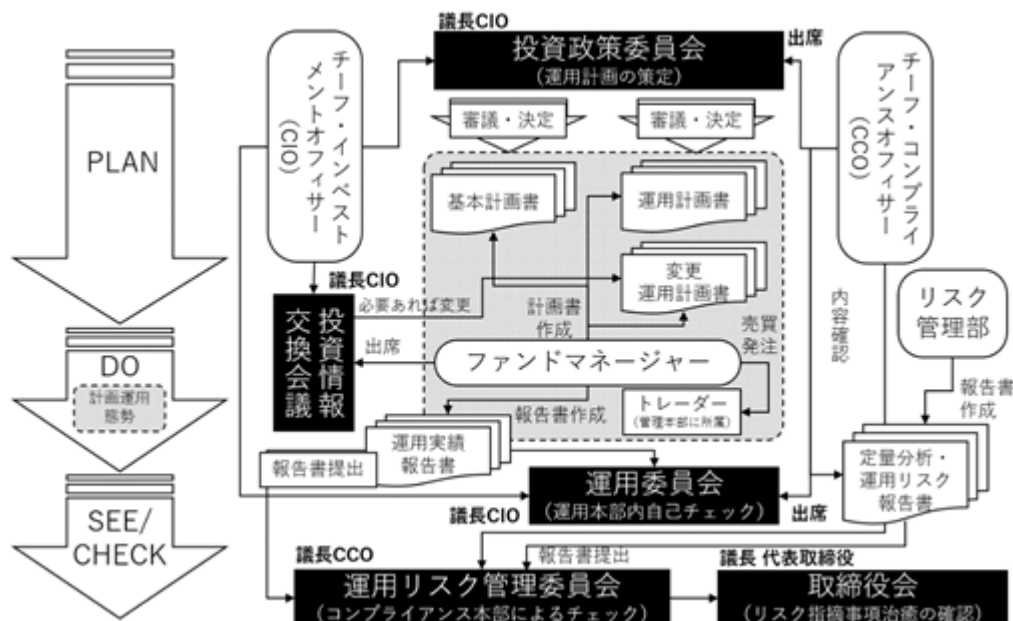 議長CIO
投資政策委員会
(運用計画の策定)
出席
チーフ・インベスト
メントオフィサー
(CIO)
チーフ・コンプライ
アンスオフィサー
(CCO)
PLAN
審議・決定
審議・決定
基本計画書
運用計画書
変更
運用計画書
議長CIO
必要あれば変更
計画書
作成
売買
発注
内容確認
リスク
管理部
投資情報
交換会議
出席
ファンドマネージャー
DO
計画運用
態勢
報告書作成
トレーダー
(管理本部に所属)
報告書
作成
運用実績
報告書
報告書提出
定量分析・
運用リスク
報告書
運用委員会
(運用本部内自己チェック)
議長CIO
出席
SEE/
CHECK
議長CCO
報告書提出
議長 代表取締役
運用リスク管理委員会
(コンプライアンス本部によるチェック)
取締役会
(リスク指摘事項治癒の確認)